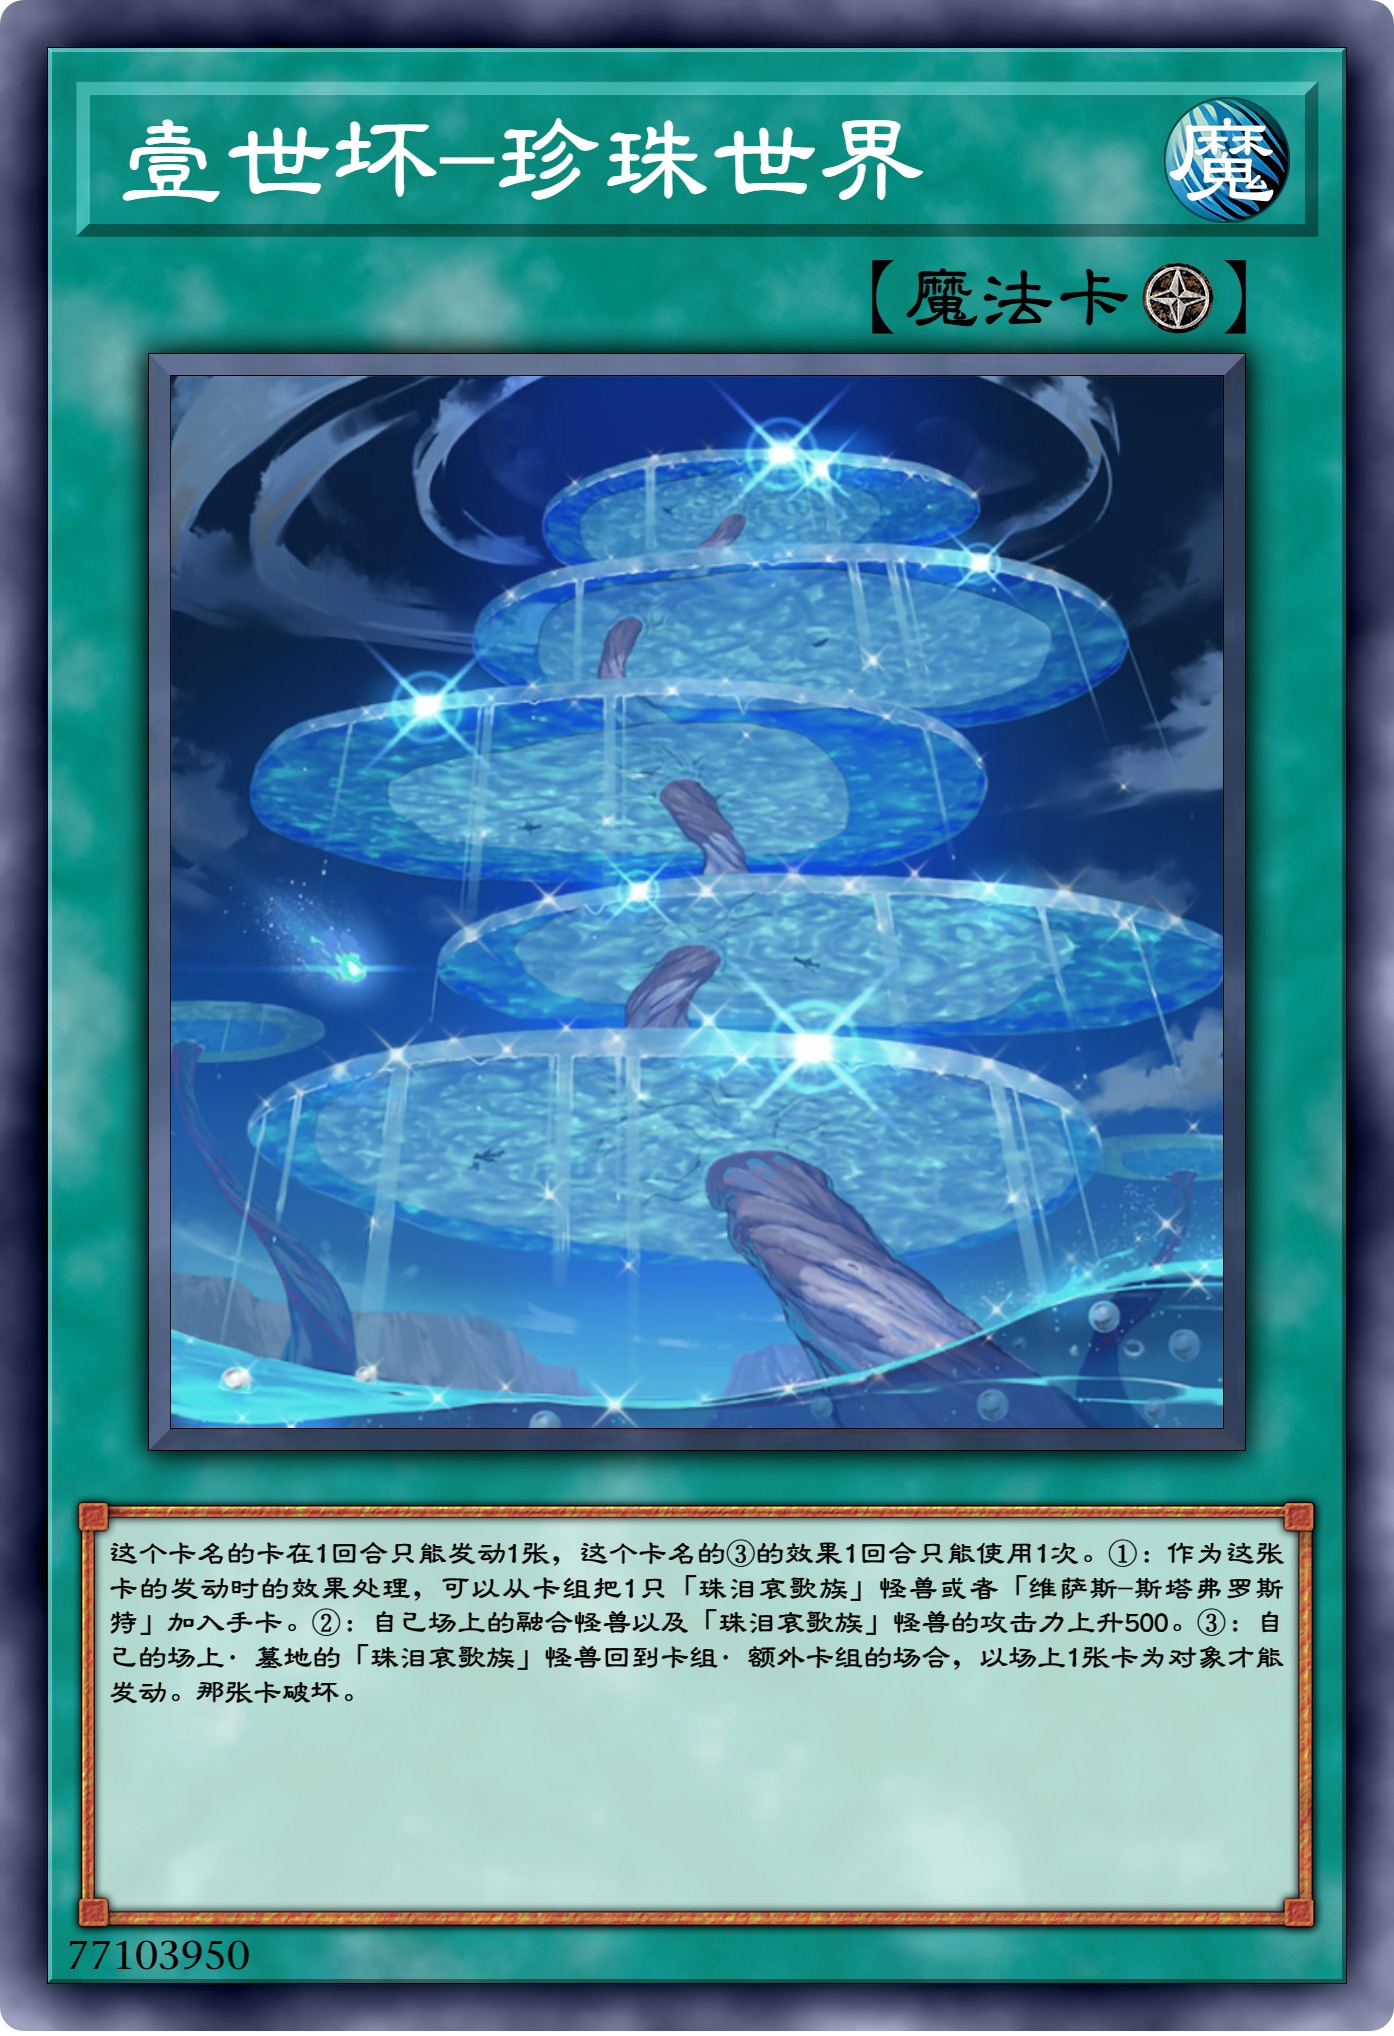 壹世坏-珍珠世界
魔
【魔法卡】
这个卡名的卡在1回合只能发动1张，这个卡名的③的效果1回合只能使用1次。①：作为这张
卡的发动时的效果处理，可以从卡组把1只「珠泪哀歌族」怪兽或者「维萨斯-斯塔弗罗斯
特」加入手卡。②：自己场上的融合怪兽以及「珠泪哀歌族」怪兽的攻击力上升500。③：自
己的场上·墓地的「珠泪哀歌族」怪兽回到卡组·额外卡组的场合，以场上1张卡为对象才能
发动。那张卡破坏。
77103950